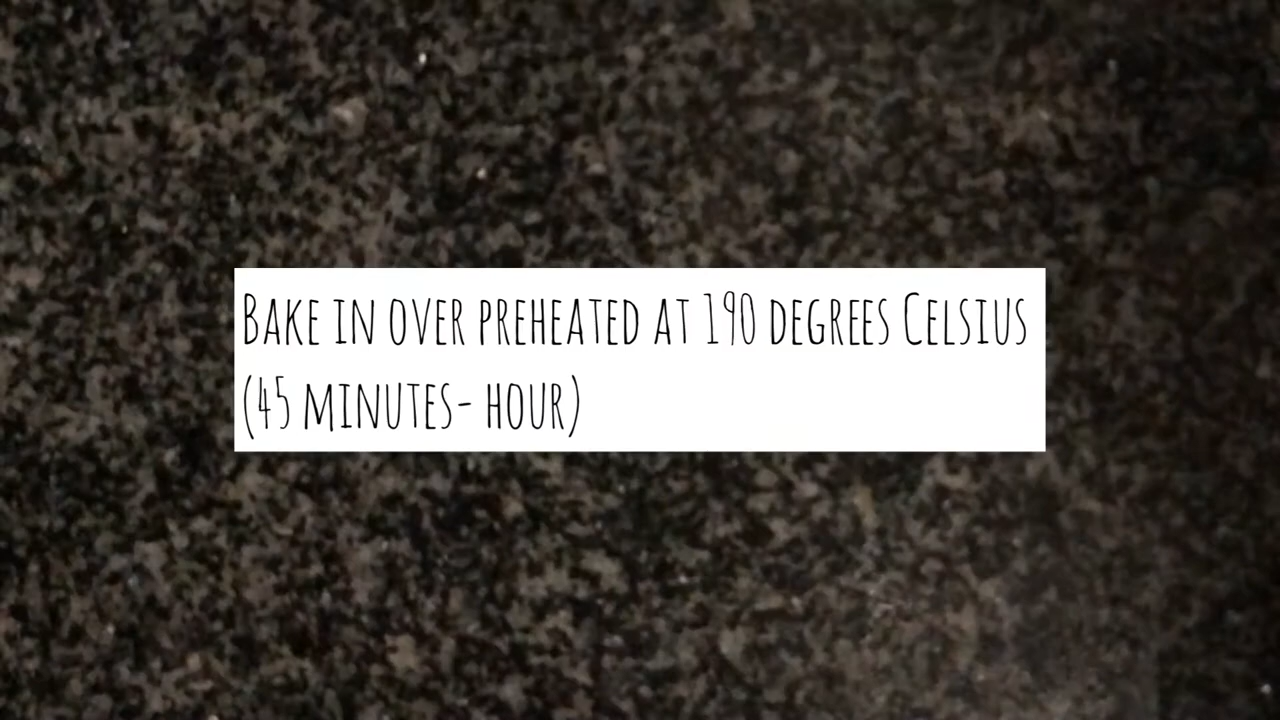 Bake in over preheated at 190 degrees Celsius
(45 minutes- hour)